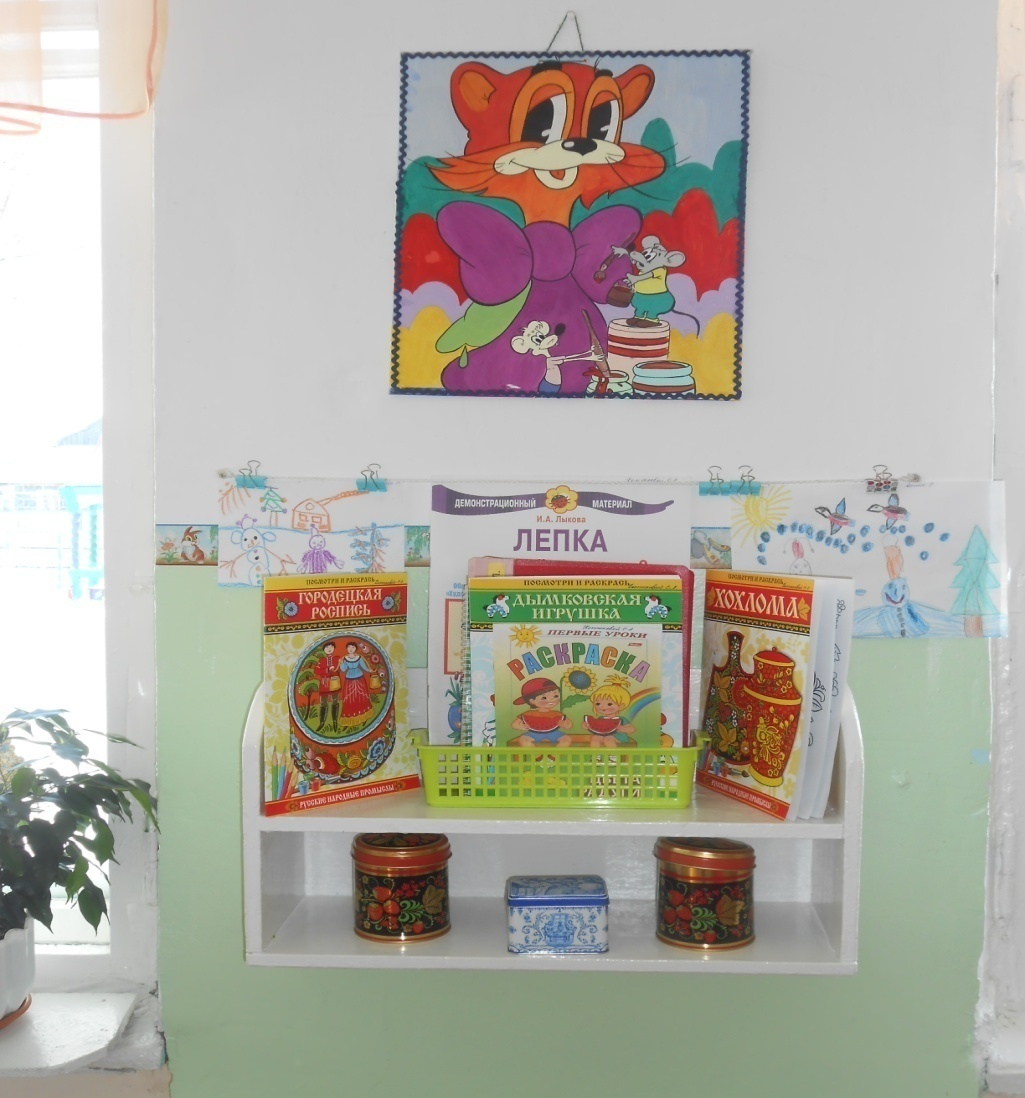 ДЕМОНСТРАЦИОННЫЙ МАТЕРИАЛ
И.А. Лыкова
ЛЕПКА
ПОСМОТРИ И РАСКРАСЬ
ГОРОДЕЦКАЯ
РОСПИСЬ
РУССКИЕ НАРОДНЫЕ ПРОМЫСЛЫ
ПОСМОТРИ И РАСКРАСЬ
ДЫМКОВСКАЯ
ИГРУШКА
ПЕРВЫЕ УРОКИ
РАСКРАСКА
ПОСМОТРИ И РАСКРАСЬ
ХОХЛОМА
РУССКИЕ НАРОДНЫЕ ПРОМЫСЛЫ